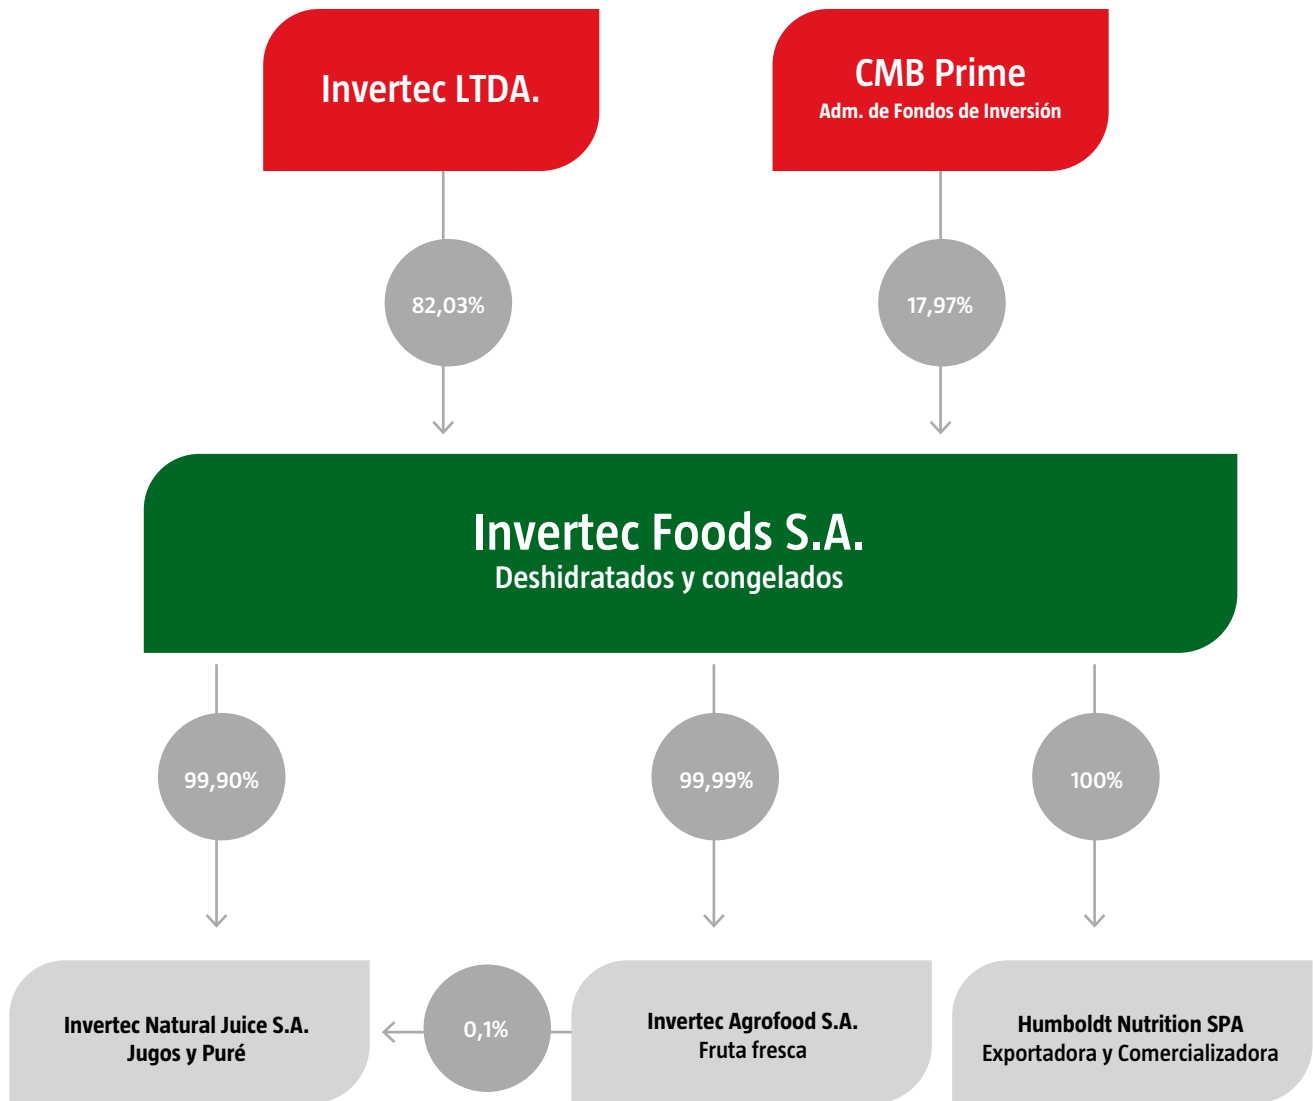 Invertec LTDA.
CMB Prime
Adm. de Fondos de Inversión
82,03%
17,97%
Invertec Foods S.A.
Deshidratados y congelados
99,90%
99,99%
100%
Invertec Natural Juice S.A.
Jugos y Puré
0,1%
Invertec Agrofood S.A.
Fruta fresca
Humboldt Nutrition SPA
Exportadora y Comercializadora